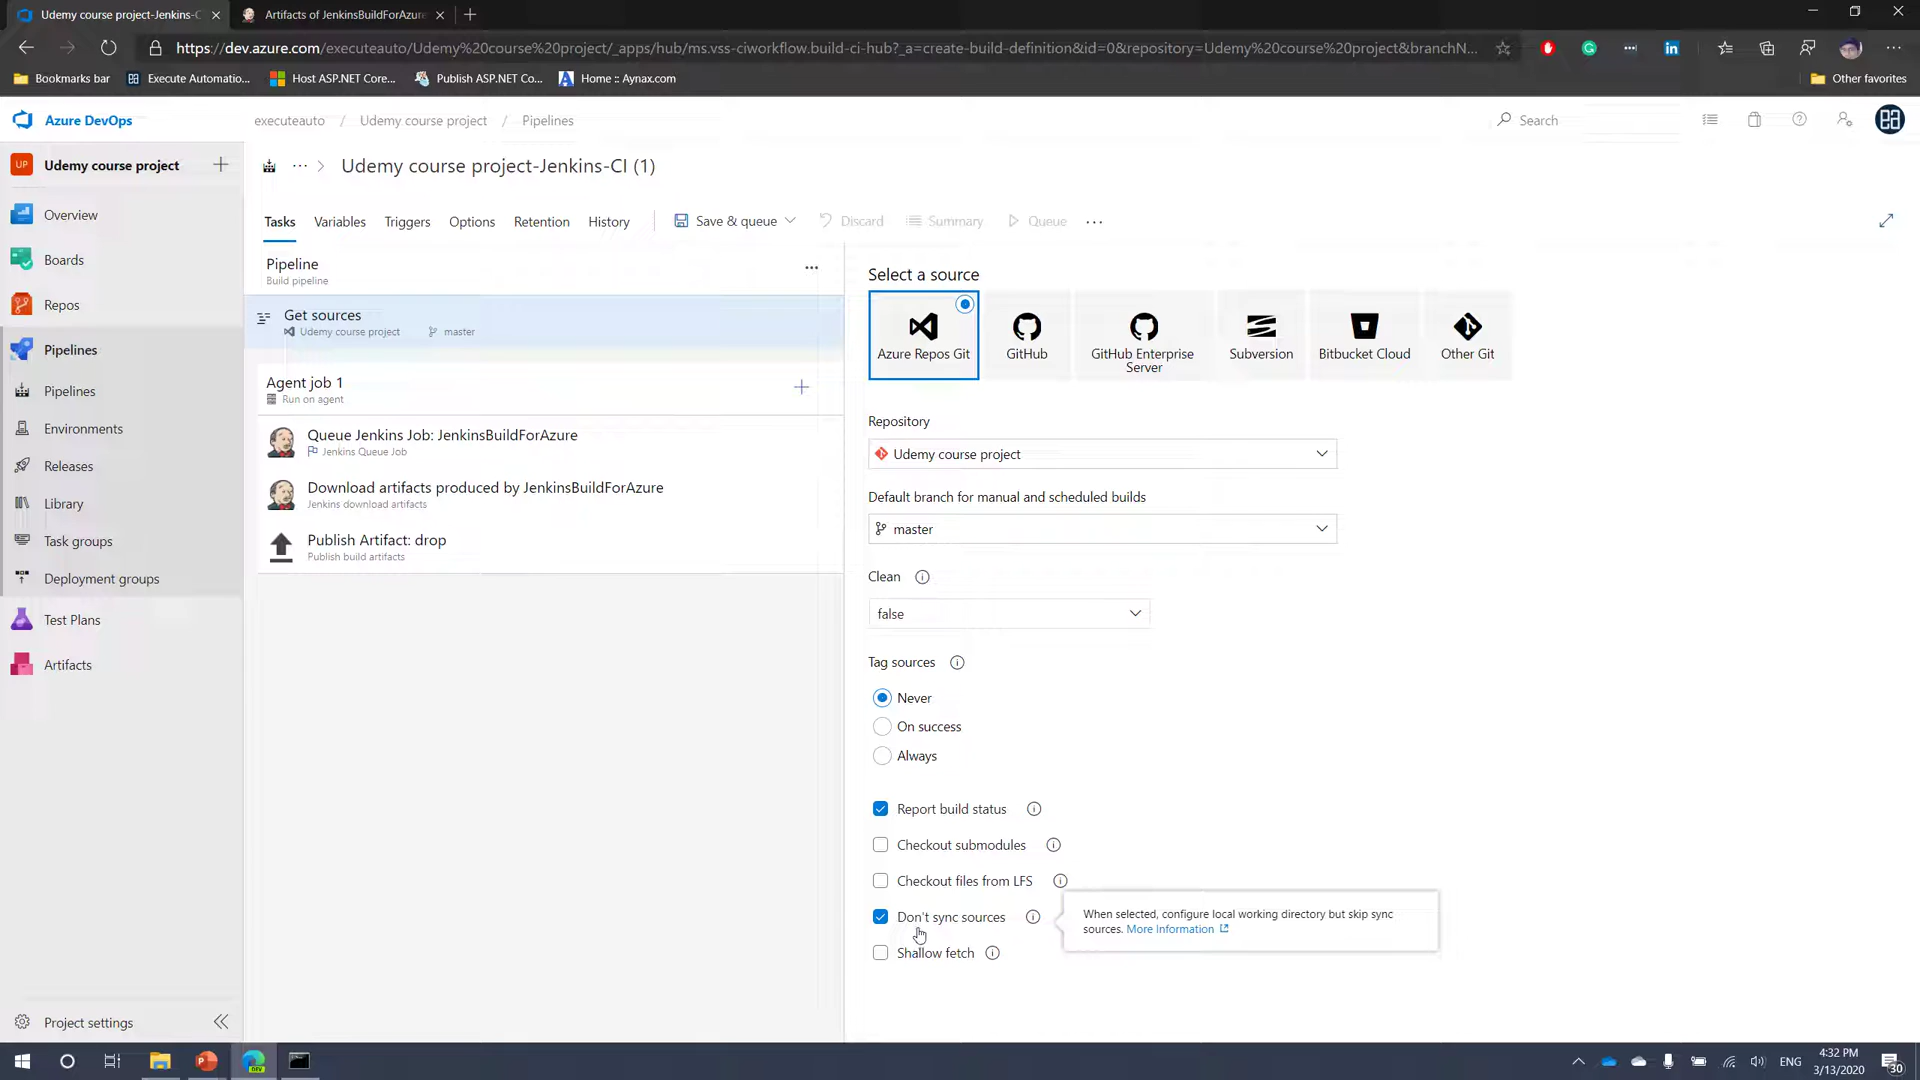 Udemy course project-Jenkins-C
Artifacts of JenkinsBuildForAzure
https://dev.azure.com/executeauto/Udemy%20course%20project/_apps/hub/ms.vss-ciworkflow.build-ci-hub?_a=create-build-definition&id=0&repository=Udemy%20course%20project&branchN...
Bookmarks bar
Execute Automatio...
Host ASP.NET Core...
Publish ASP.NET Co...
Home :: Aynax.com
Other favorites
Azure DevOps
executeauto / Udemy course project / Pipelines
Search
UP Udemy course project
Udemy course project-Jenkins-CI (1)
Overview
Boards
Repos
Pipelines
Pipelines
Environments
Releases
Library
Task groups
Deployment groups
Test Plans
Artifacts
Project settings
Tasks Variables Triggers Options Retention History Save & queue Discard Summary Queue
Pipeline
Build pipeline
Get sources
Udemy course project master
Agent job 1
Run on agent
Queue Jenkins Job: JenkinsBuildForAzure
Jenkins Queue Job
Download artifacts produced by JenkinsBuildForAzure
Jenkins download artifacts
Publish Artifact: drop
Publish build artifacts
Select a source
Azure Repos Git
GitHub
GitHub Enterprise
Server
Subversion
Bitbucket Cloud
Other Git
Repository
Udemy course project
Default branch for manual and scheduled builds
master
Clean
false
Tag sources
Never
On success
Always
Report build status
Checkout submodules
Checkout files from LFS
Don't sync sources
When selected, configure local working directory but skip sync
sources. More Information
Shallow fetch
DEV
ENG
4:32 PM
3/13/2020
30